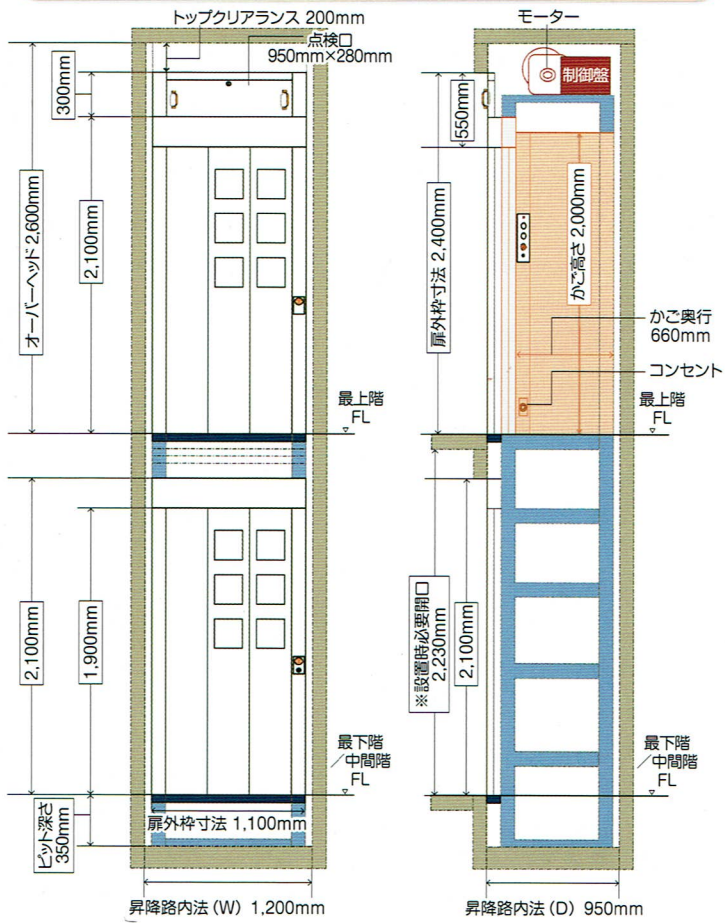 トップクリアランス 200mm
点検口
950mm×280mm
300mm
オーバーヘッド 2,600mm
2,100mm
最上階
FL
2,100mm
1,900mm
最下階
/中間階
FL
ピット深さ
350mm
扉外枠寸法 1,100mm
昇降路内法(W) 1,200mm
モーター
制御盤
550mm
扉外枠寸法 2,400mm
かご高さ 2,000mm
かご奥行
660mm
コンセント
最上階
FL
※設置時必要開口
2,230mm
2,100mm
最下階
/中間階
FL
昇降路内法(D) 950mm